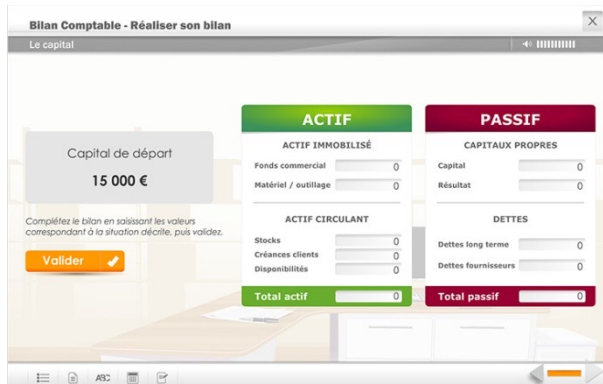 Bilan Comptable - Réaliser son bilan
X
Le capital
Capital de départ
15 000 €
Complétez le bilan en saisissant les valeurs
correspondant à la situation décrite, puis validez.
Valider
ACTIF
ACTIF IMMOBILISÉ
Fonds commercial 0
Matériel / outillage 0
ACTIF CIRCULANT
Stocks 0
Créances clients 0
Disponibilités 0
Total actif 0
PASSIF
CAPITAUX PROPRES
Capital 0
Résultat 0
DETTES
Dettes long terme 0
Dettes fournisseurs 0
Total passif 0
ABC